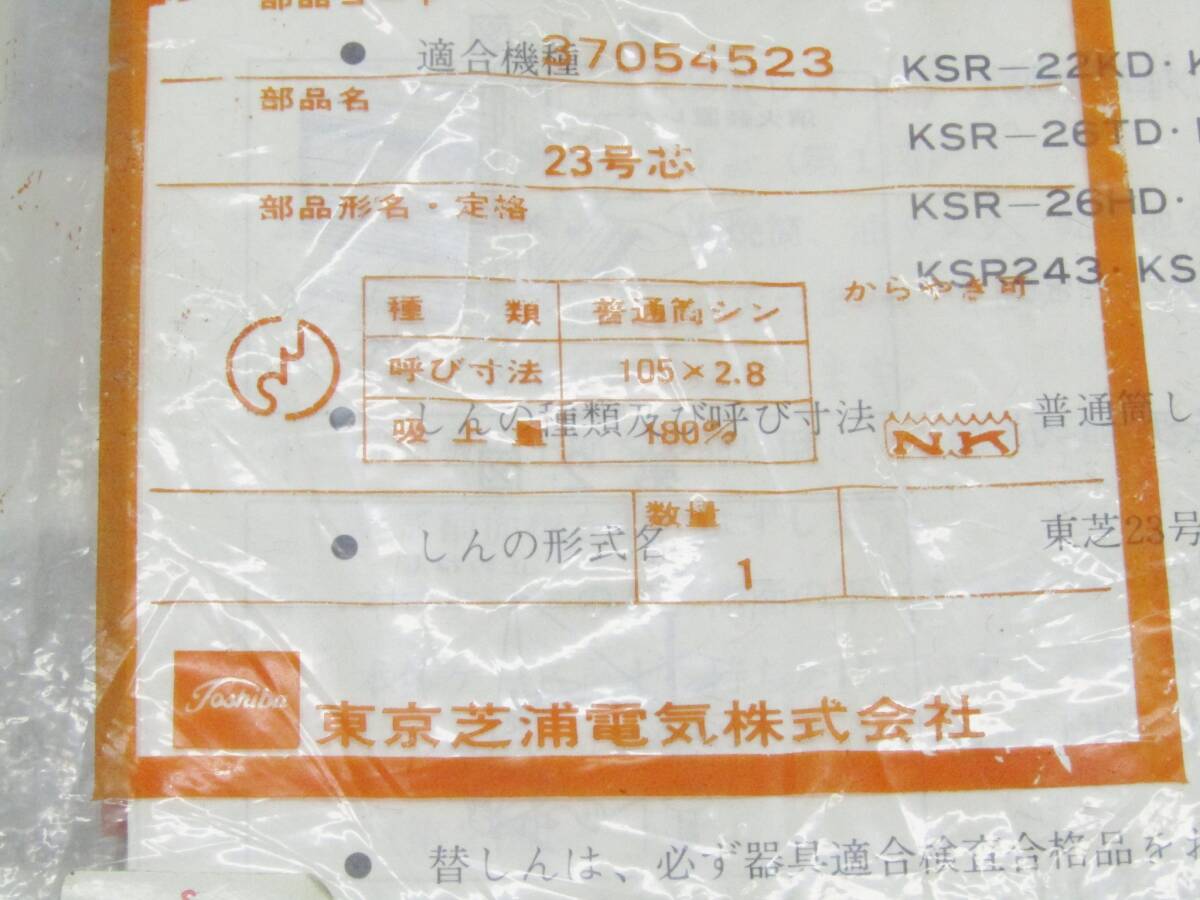 部品コード
適合機種
37054523
KSR-22KD・K
部品名
KSR-26TD・
23号芯
部品形名・定格
KSR-26HD・
KSR243・KS
からやき可
種類 普通筒シン
呼び寸法 105×2.8
しんの種類及び呼び寸法 普通筒し
吸上量 180%
NK
数量
しんの形式名 東芝23号
1
Toshiba 東京芝浦電気株式会社
替しんは、必ず器具適合検査合格品をお